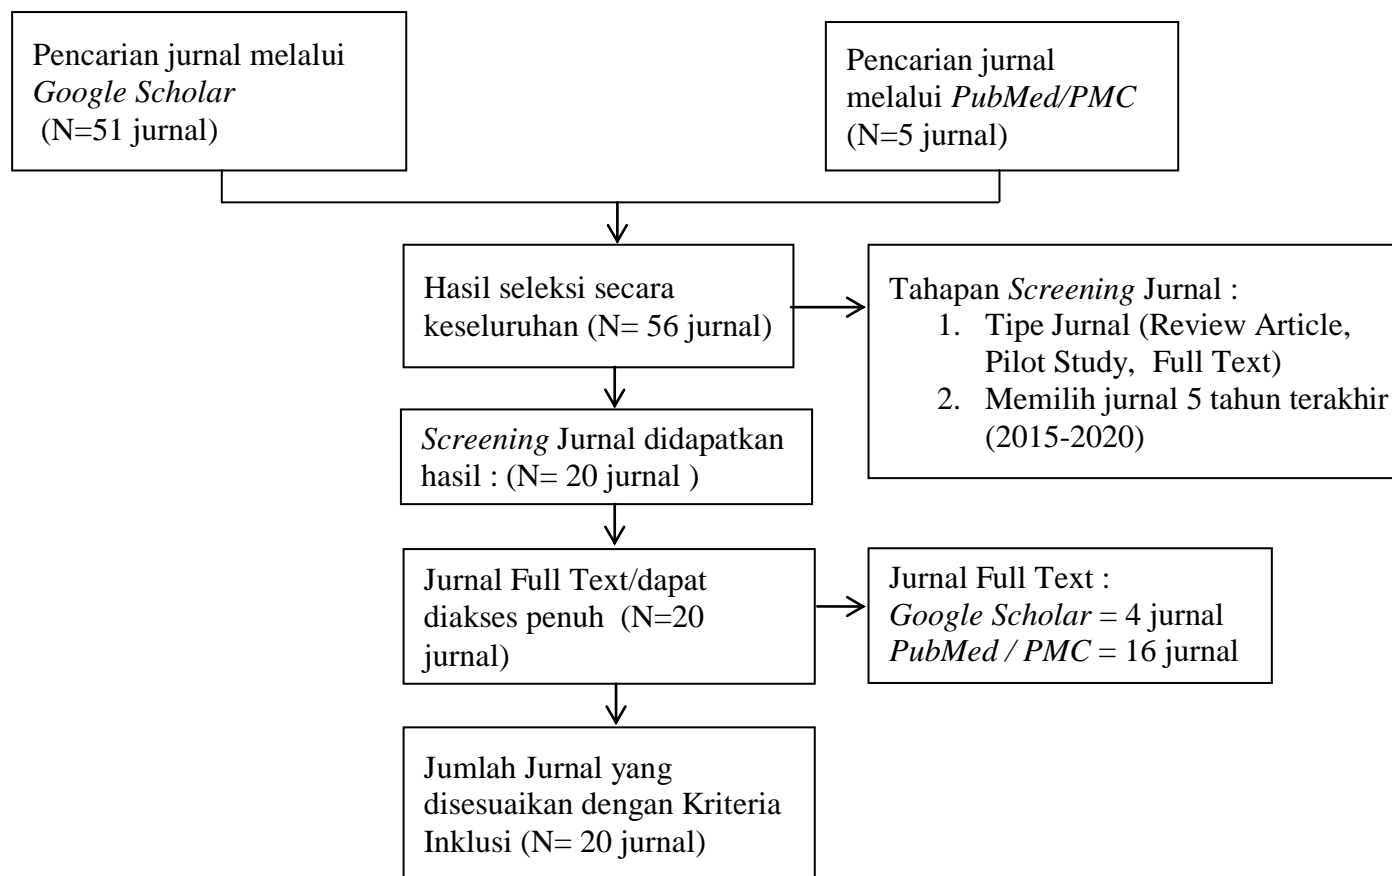 Pencarian jurnal melalui
Google Scholar
(N=51 jurnal)
Pencarian jurnal
melalui PubMed/PMC
(N=5 jurnal)
Hasil seleksi secara
keseluruhan (N= 56 jurnal)
Tahapan Screening Jurnal :
1. Tipe Jurnal (Review Article,
Pilot Study, Full Text)
2. Memilih jurnal 5 tahun terakhir
(2015-2020)
Screening Jurnal didapatkan
hasil : (N= 20 jurnal )
Jurnal Full Text/dapat
diakses penuh (N=20
jurnal)
Jurnal Full Text :
Google Scholar = 4 jurnal
PubMed / PMC = 16 jurnal
Jumlah Jurnal yang
disesuaikan dengan Kriteria
Inklusi (N= 20 jurnal)